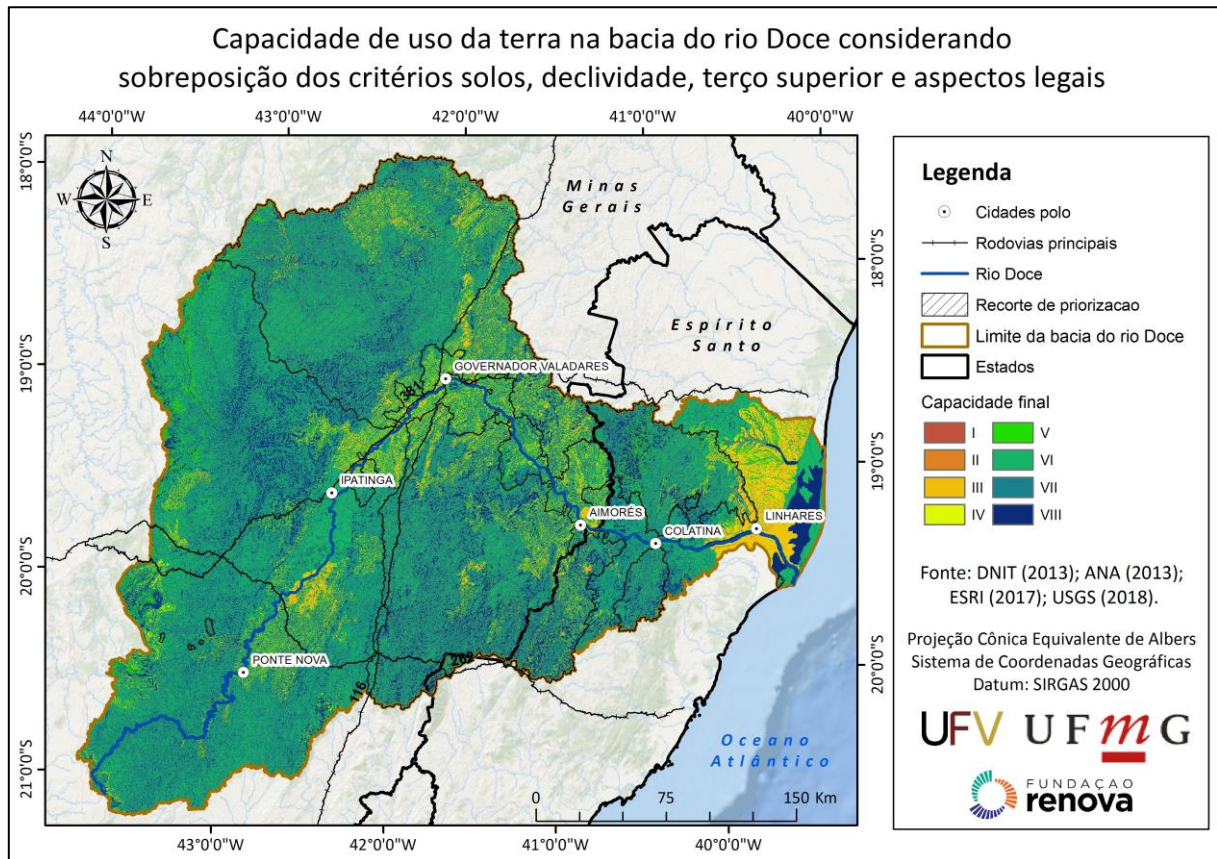 Capacidade de uso da terra na bacia do rio Doce considerando
sobreposição dos critérios solos, declividade, terço superior e aspectos legais
44°0'0"W 43°0'0"W 42°0'0"W 41°0'0"W 40°0'0"W
18°0'0"S
19°0'0"S
20°0'0"S
21°0'0"S
N
W E
S
Minas
Gerais
Espírito
Santo
GOVERNADOR VALADARES
381
IPATINGA
AIMORÉS
COLATINA
LINHARES
PONTE NOVA
262
116
Oceano
Atlântico
0 75 150 Km
18°0'0"S
19°0'0"S
20°0'0"S
43°0'0"W 42°0'0"W 41°0'0"W 40°0'0"W
Legenda
Cidades polo
Rodovias principais
Rio Doce
Recorte de priorizacao
Limite da bacia do rio Doce
Estados
Capacidade final
I V
II VI
III VII
IV VIII
Fonte: DNIT (2013); ANA (2013);
ESRI (2017); USGS (2018).
Projeção Cônica Equivalente de Albers
Sistema de Coordenadas Geográficas
Datum: SIRGAS 2000
UFV UFmG
FUNDAÇÃO
renova